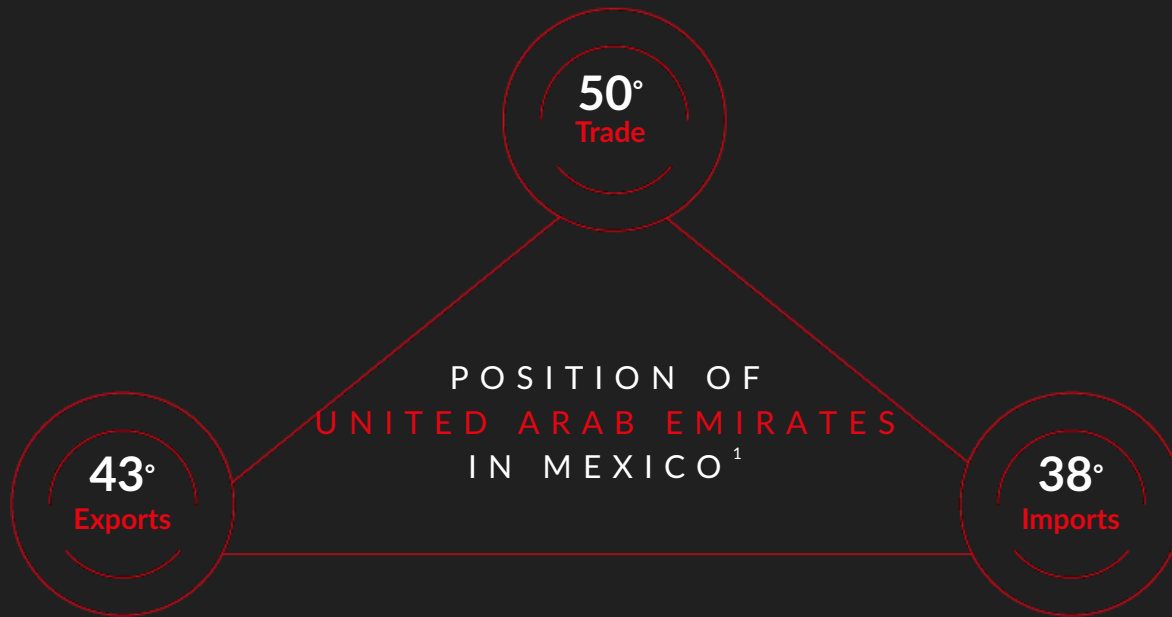 50°
Trade
POSITION OF
UNITED ARAB EMIRATES
IN MEXICO¹
43°
Exports
38°
Imports